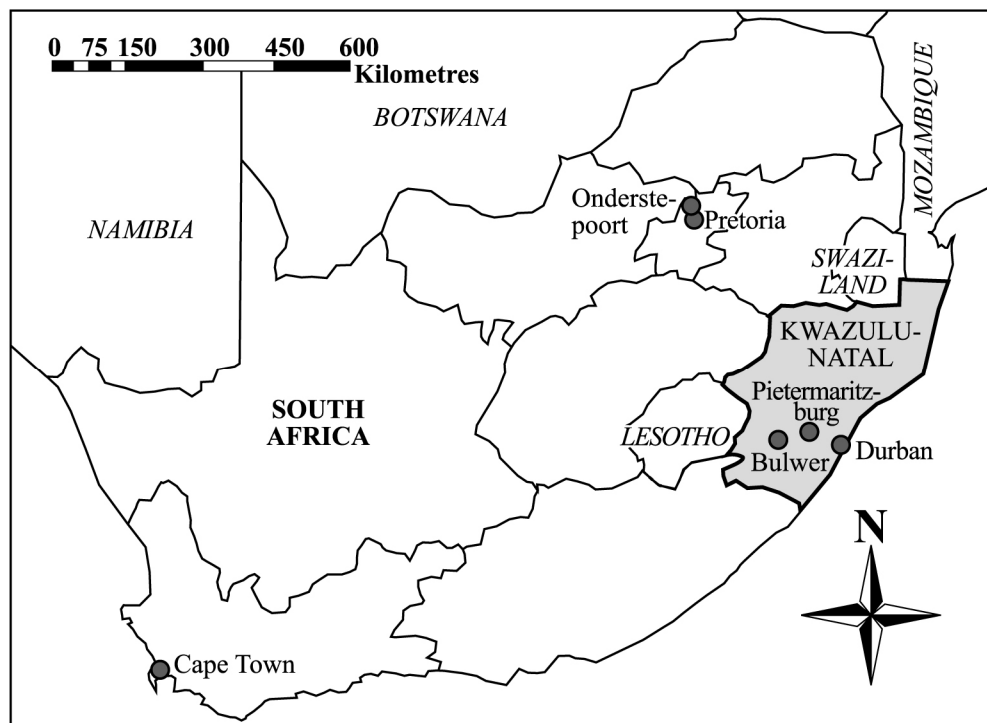 0 75 150 300 450 600
Kilometres
BOTSWANA
MOZAMBIQUE
NAMIBIA
Onderste-
poort
Pretoria
SWAZI-
LAND
KWAZULU-
NATAL
Pietermaritz-
burg
SOUTH
AFRICA
LESOTHO
Bulwer
Durban
N
Cape Town